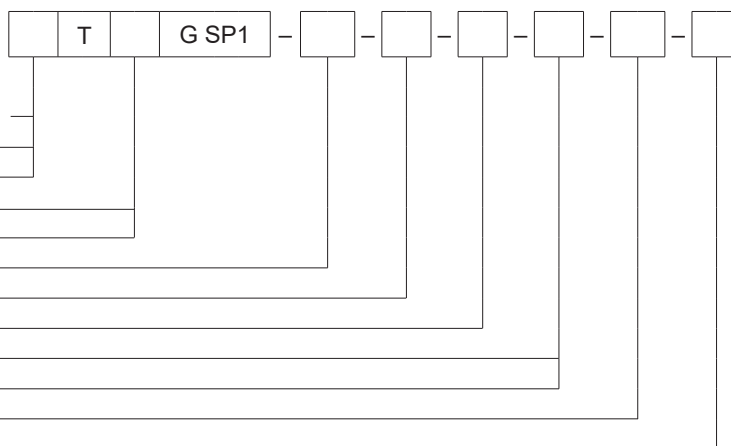 T G SP1 – – – – – –